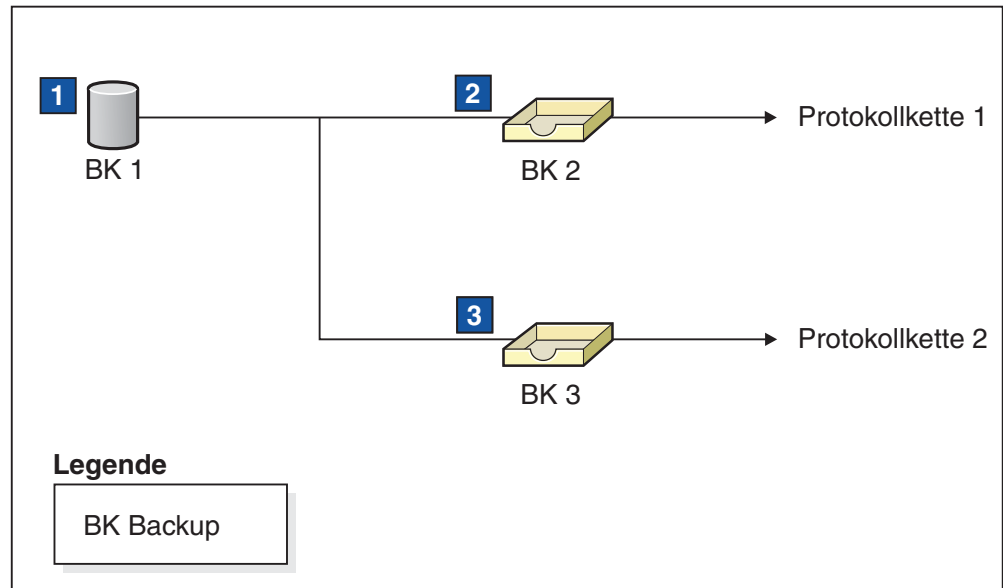 1
BK 1
2
BK 2
Protokollkette 1
3
BK 3
Protokollkette 2
Legende
BK Backup